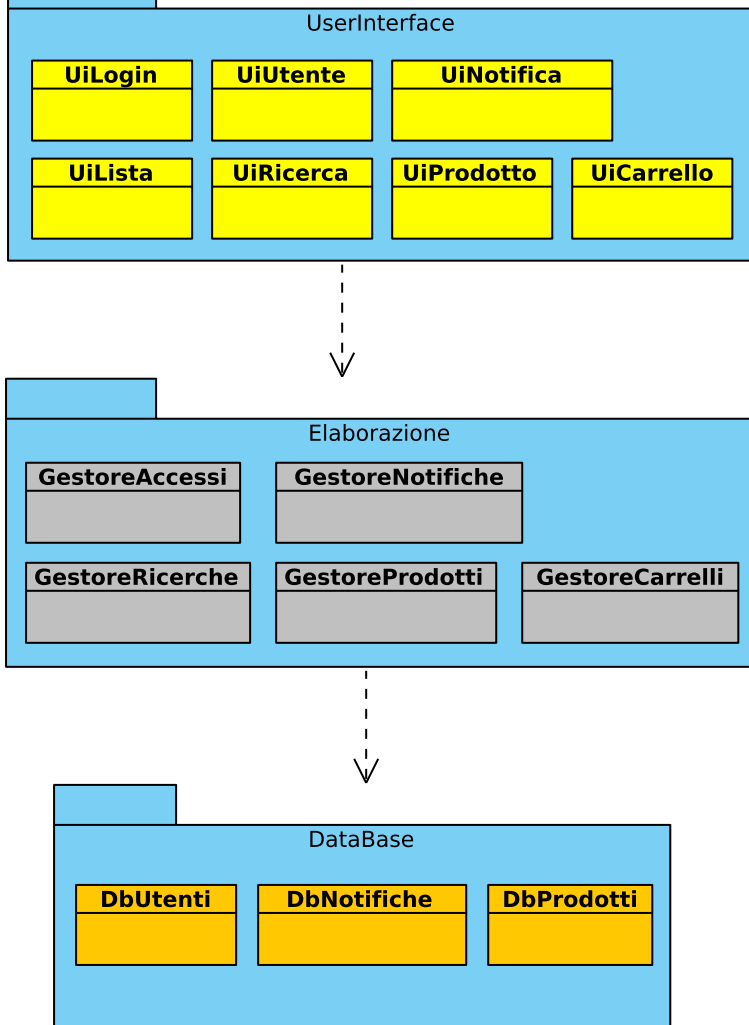 UserInterface
UiLogin UiUtente UiNotifica
UiLista UiRicerca UiProdotto UiCarrello
Elaborazione
GestoreAccessi GestoreNotifiche
GestoreRicerche GestoreProdotti GestoreCarrelli
DataBase
DbUtenti DbNotifiche DbProdotti